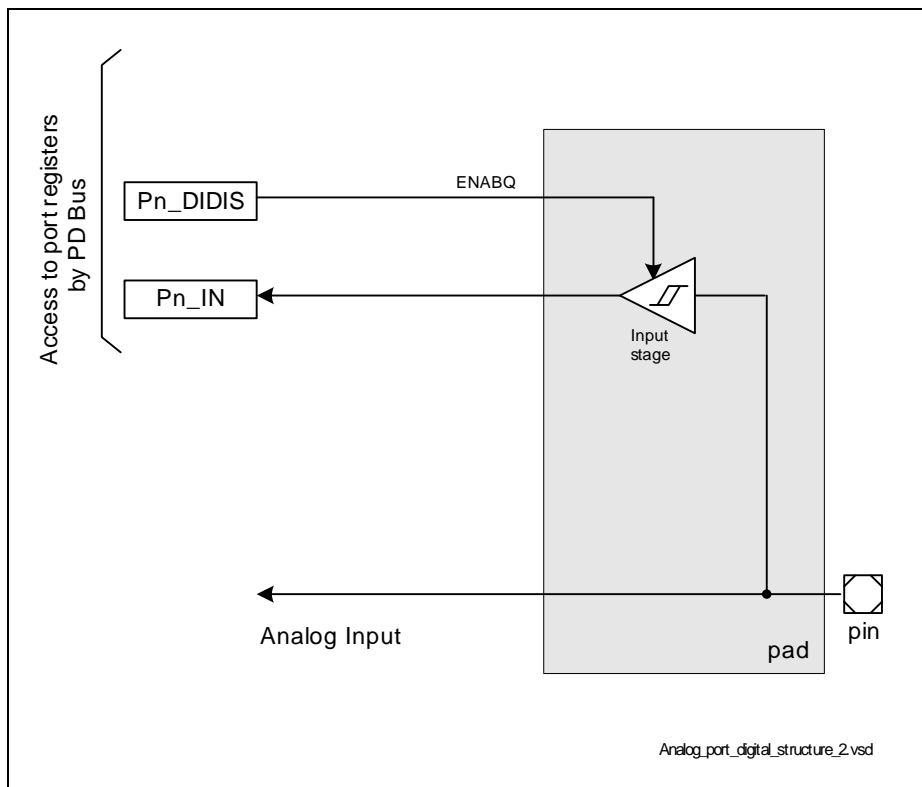 Access to port registers
by PD Bus
Pn_DIDIS
ENABQ
Pn_IN
Input
stage
Analog Input
pad
pin
Analog_port_digital_structure_2.vsd